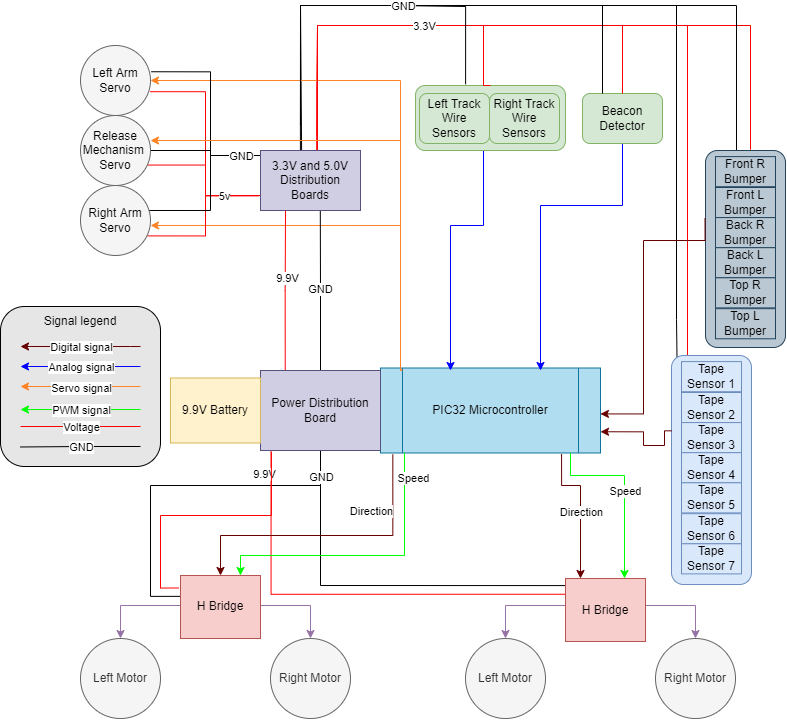 GND
3.3V
Left Arm
Servo
Release
Mechanism
Servo
Right Arm
Servo
GND
5v
3.3V and 5.0V
Distribution
Boards
Left Track
Wire
Sensors
Right Track
Wire
Sensors
Beacon
Detector
Front R
Bumper
Front L
Bumper
Back R
Bumper
Back L
Bumper
Top R
Bumper
Top L
Bumper
9.9V
GND
Signal legend
Digital signal
Analog signal
Servo signal
PWM signal
Voltage
GND
9.9V Battery
Power Distribution
Board
PIC32 Microcontroller
Tape
Sensor 1
Tape
Sensor 2
Tape
Sensor 3
Tape
Sensor 4
Tape
Sensor 5
Tape
Sensor 6
Tape
Sensor 7
9.9V
GND
Speed
Direction
Speed
Direction
H Bridge
H Bridge
Left Motor
Right Motor
Left Motor
Right Motor